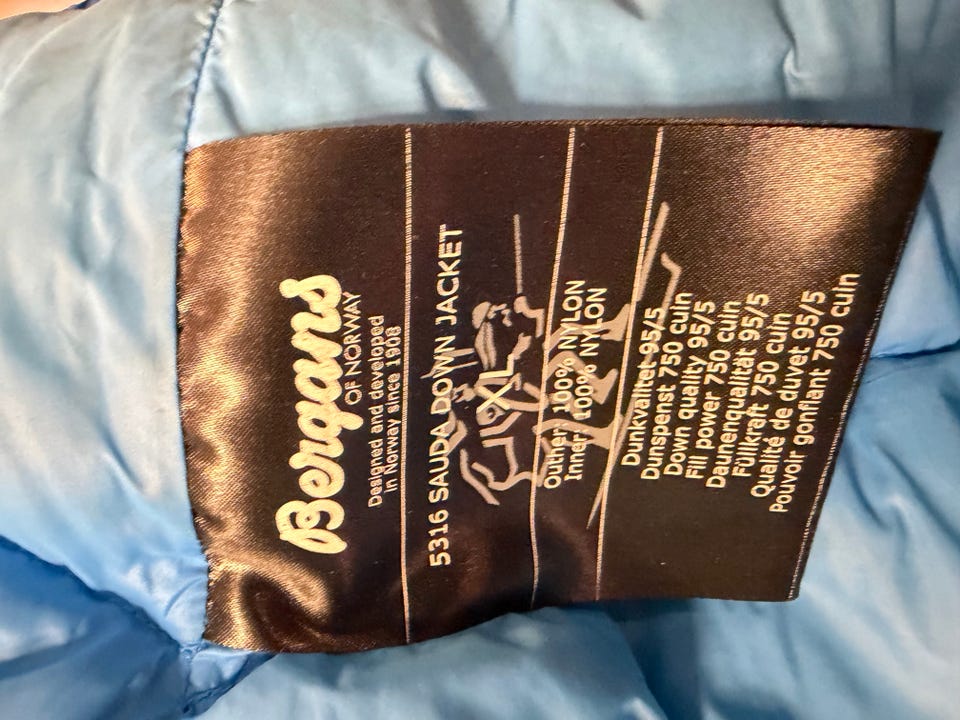 Bergans
OF NORWAY
Designed and developed
in Norway since 1908
5316 SAUDA DOWN JACKET
XL
Outher: 100% NYLON
Inner: 100% NYLON
Dunkvalitet 95/5
Dunspenst 750 cuin
Down quality 95/5
Fill power 750 cuin
Daunenqualität 95/5
Füllkraft 750 cuin
Qualité de duvet 95/5
Pouvoir gonflant 750 cuin